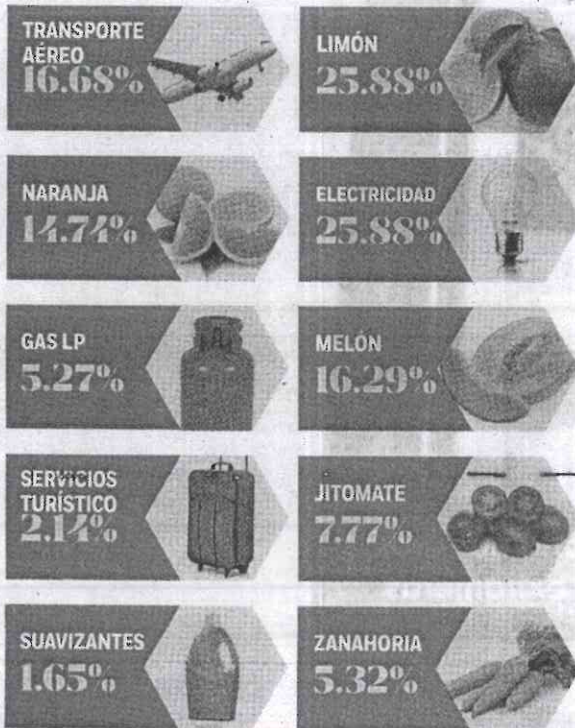 TRANSPORTE
AÉREO
16.68%
LIMÓN
25.88%
NARANJA
14.74%
ELECTRICIDAD
25.88%
GAS LP
5.27%
MELÓN
16.29%
SERVICIOS
TURÍSTICO
2.14%
JITOMATE
7.77%
SUAVIZANTES
1.65%
ZANAHORIA
5.32%